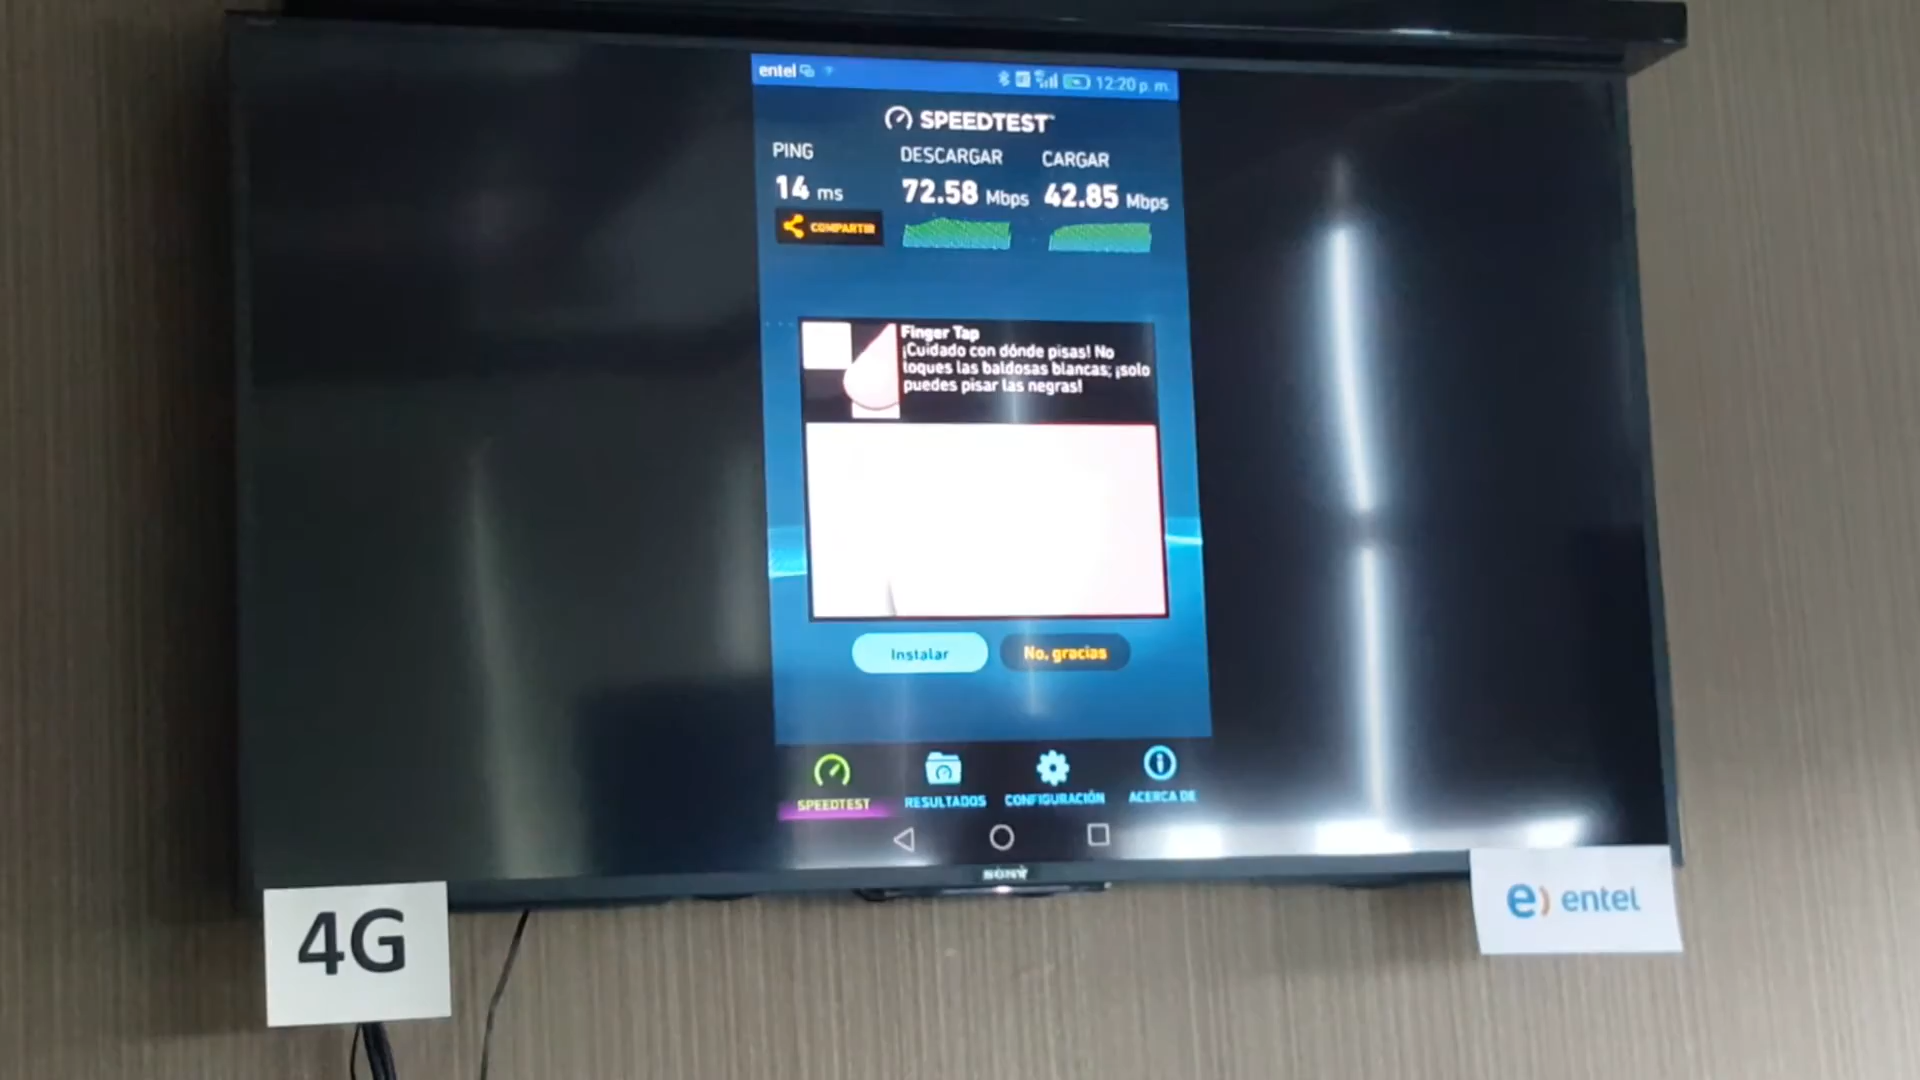 entel
12:20 p. m.
SPEEDTEST
PING DESCARGAR CARGAR
14 ms 72.58 Mbps 42.85 Mbps
COMPARTIR
Finger Tap
¡Cuidado con dónde pisas! No
toques las baldosas blancas; ¡solo
puedes pisar las negras!
Instalar No, gracias
SPEEDTEST RESULTADOS CONFIGURACIÓN ACERCA DE
SONY
4G
e) entel